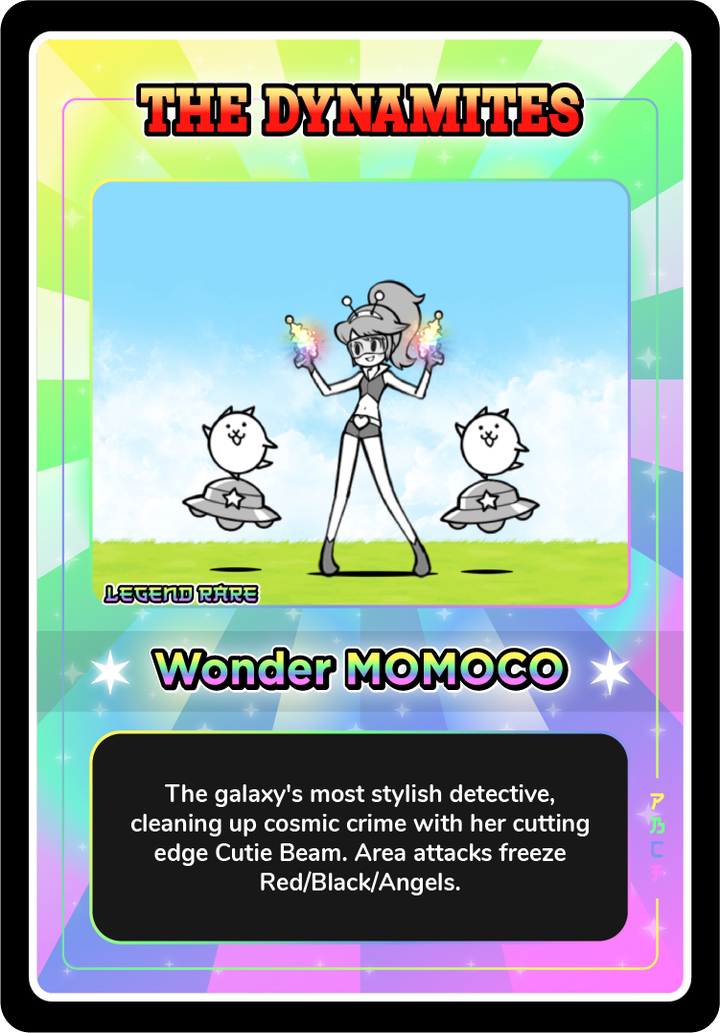 THE DYNAMITES
LEGEND RARE
Wonder MOMOCO
The galaxy's most stylish detective,
cleaning up cosmic crime with her cutting
edge Cutie Beam. Area attacks freeze
Red/Black/Angels.